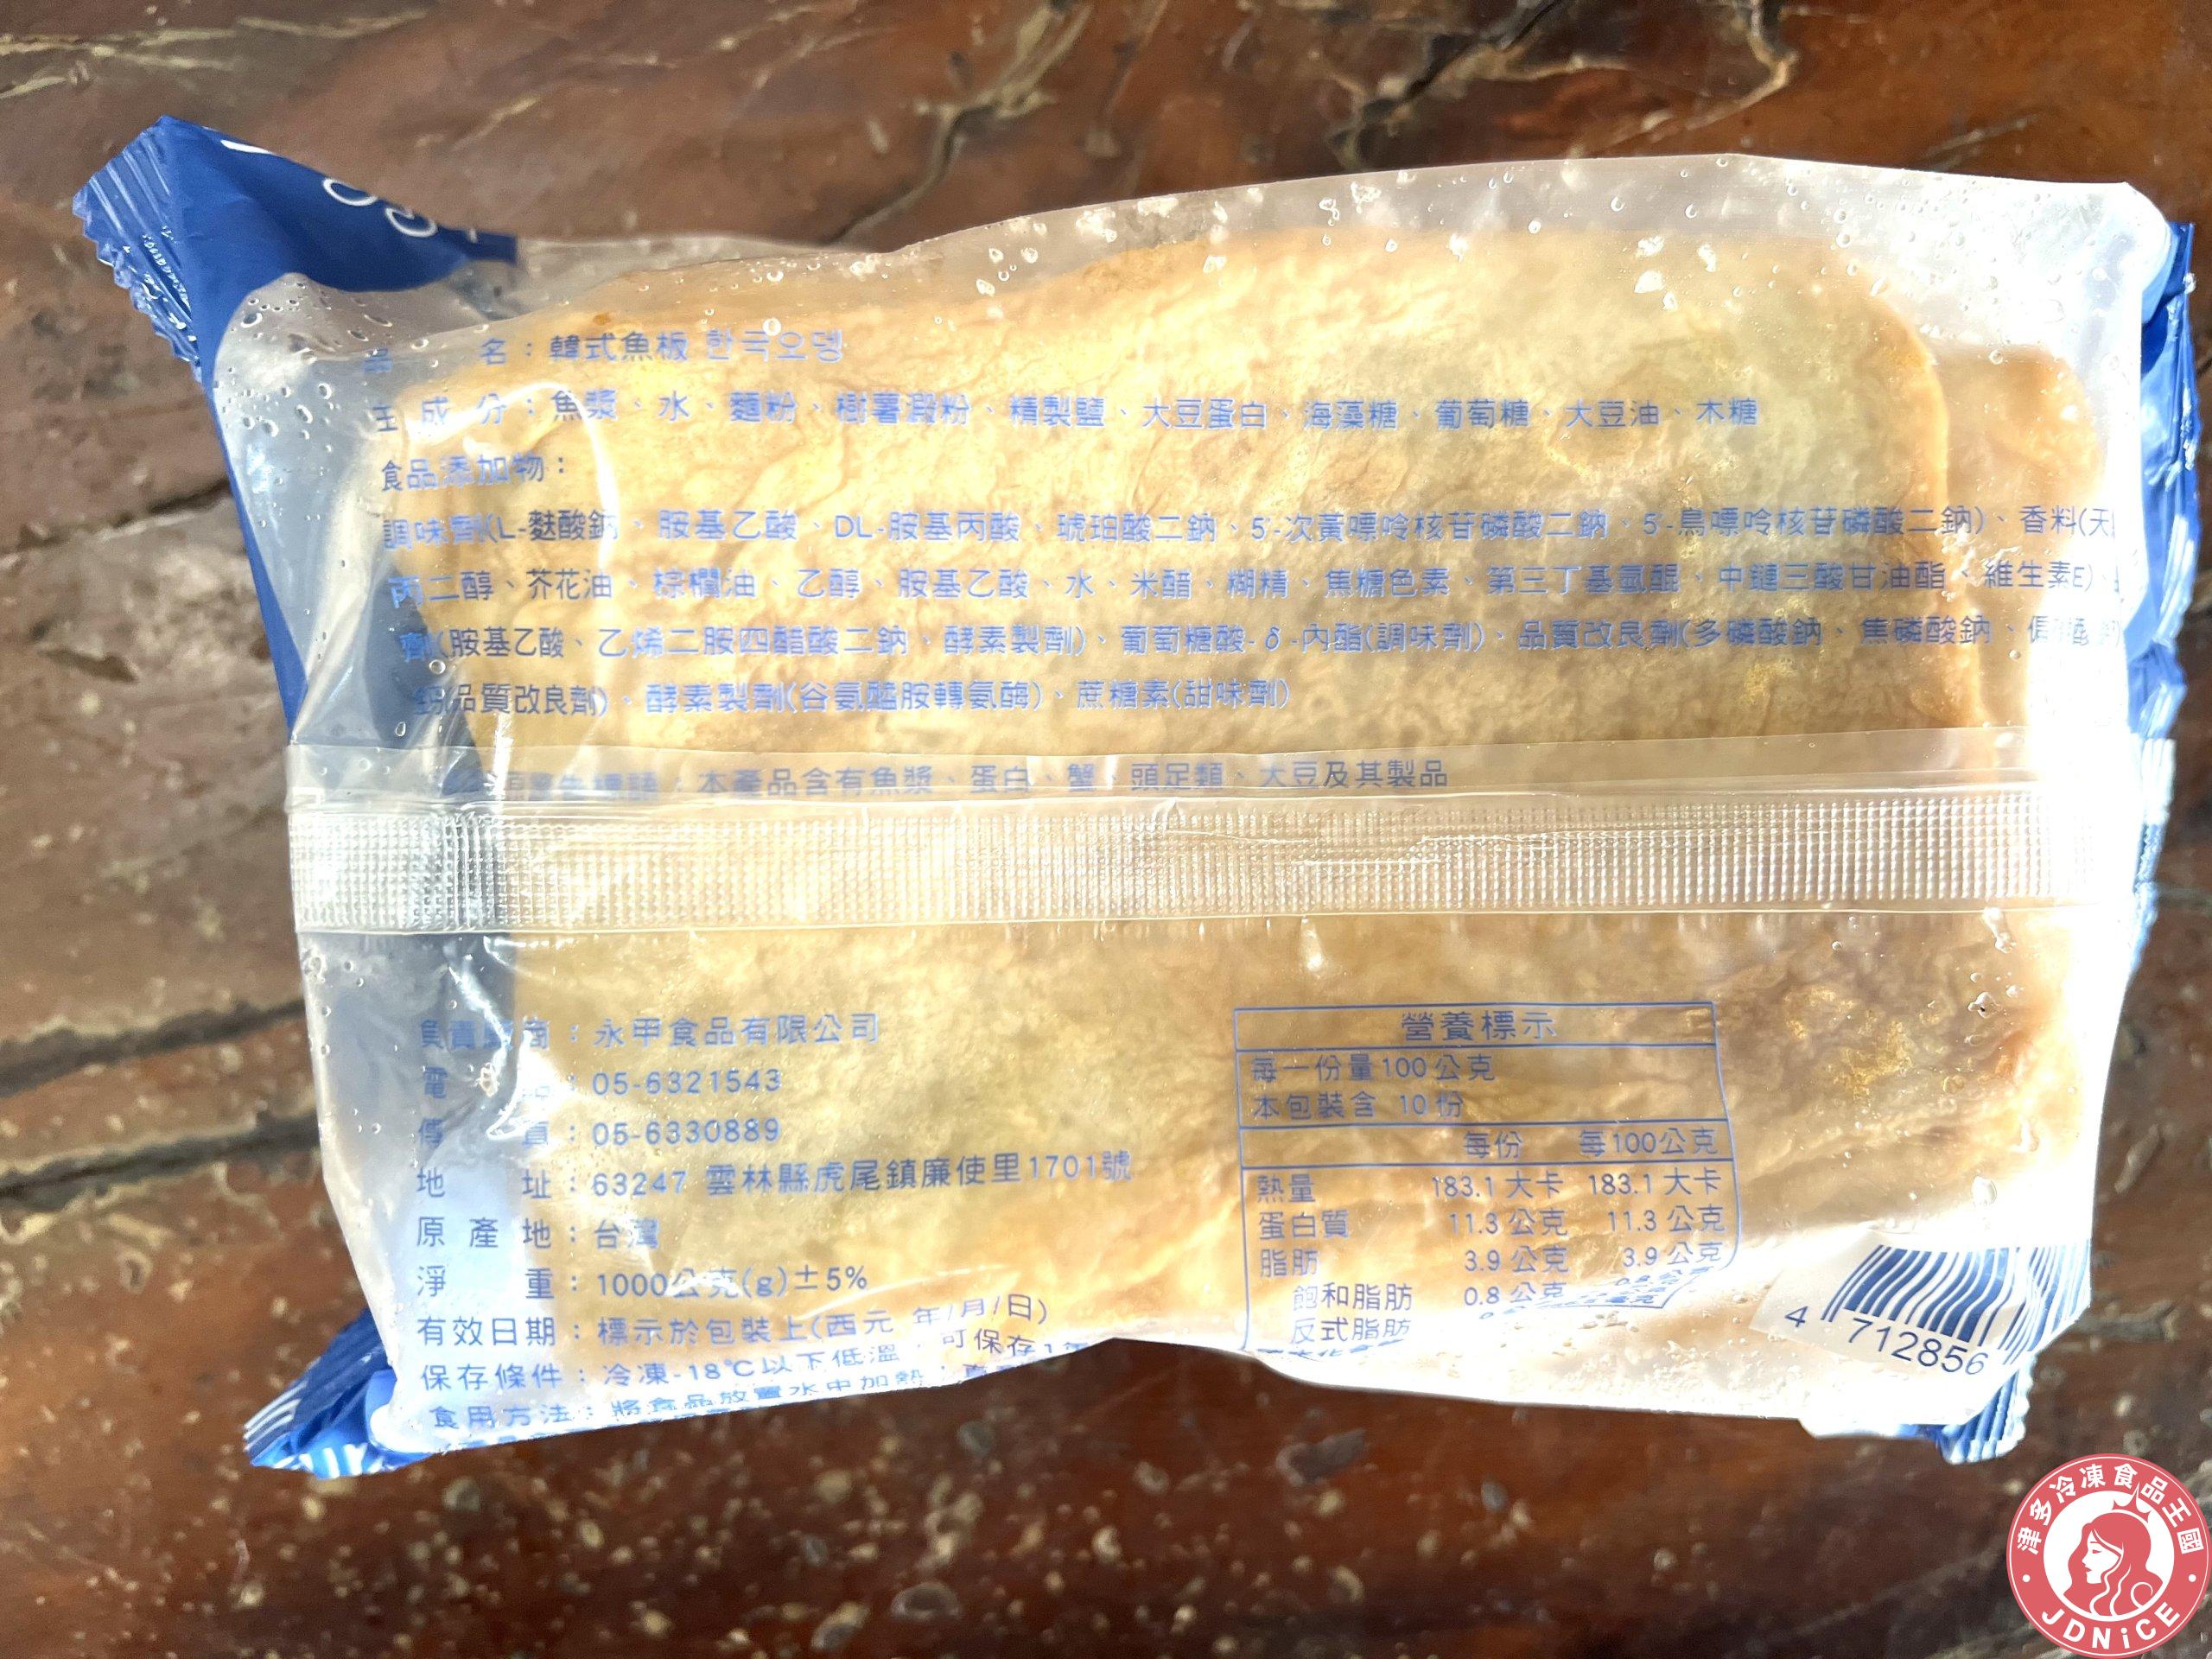 品 名：韓式魚板 한국오뎅
主 成 分：魚漿、水、麵粉、樹薯澱粉、精製鹽、大豆蛋白、海藻糖、葡萄糖、大豆油、木糖
食品添加物：
調味劑(L-麩酸鈉、胺基乙酸、DL-胺基丙酸、琥珀酸二鈉、5'-次黃嘌呤核苷磷酸二鈉、5'-鳥嘌呤核苷磷酸二鈉)、香料(天
丙二醇、芥花油、棕櫚油、乙醇、胺基乙酸、水、米醋、糊精、焦糖色素、第三丁基氫醌、中鏈三酸甘油酯、維生素E)、
劑(胺基乙酸、乙烯二胺四醋酸二鈉、酵素製劑)、葡萄糖酸-δ-內酯(調味劑)、品質改良劑(多磷酸鈉、焦磷酸鈉、偏
鈣(品質改良劑)、酵素製劑(谷氨醯胺轉氨酶)、蔗糖素(甜味劑)
：本產品含有魚漿、蛋白、蟹、頭足類、大豆及其製品
負責廠商：永甲食品有限公司
電 話：05-6321543
傳 真：05-6330889
地 址：63247 雲林縣虎尾鎮廉使里1701號
原 產 地：台灣
淨 重：1000公克(g)±5%
有效日期：標示於包裝上(西元 年/月/日)
保存條件：冷凍-18℃以下低溫，可保存1年
食用方法：將食品放置水中加熱，
營養標示
每一份量100公克
本包裝含 10份
每份 每100公克
熱量 183.1大卡 183.1大卡
蛋白質 11.3公克 11.3公克
脂肪 3.9公克 3.9公克
飽和脂肪 0.8公克
反式脂肪
4 712856
津多冷凍食品王國
JDNiCE